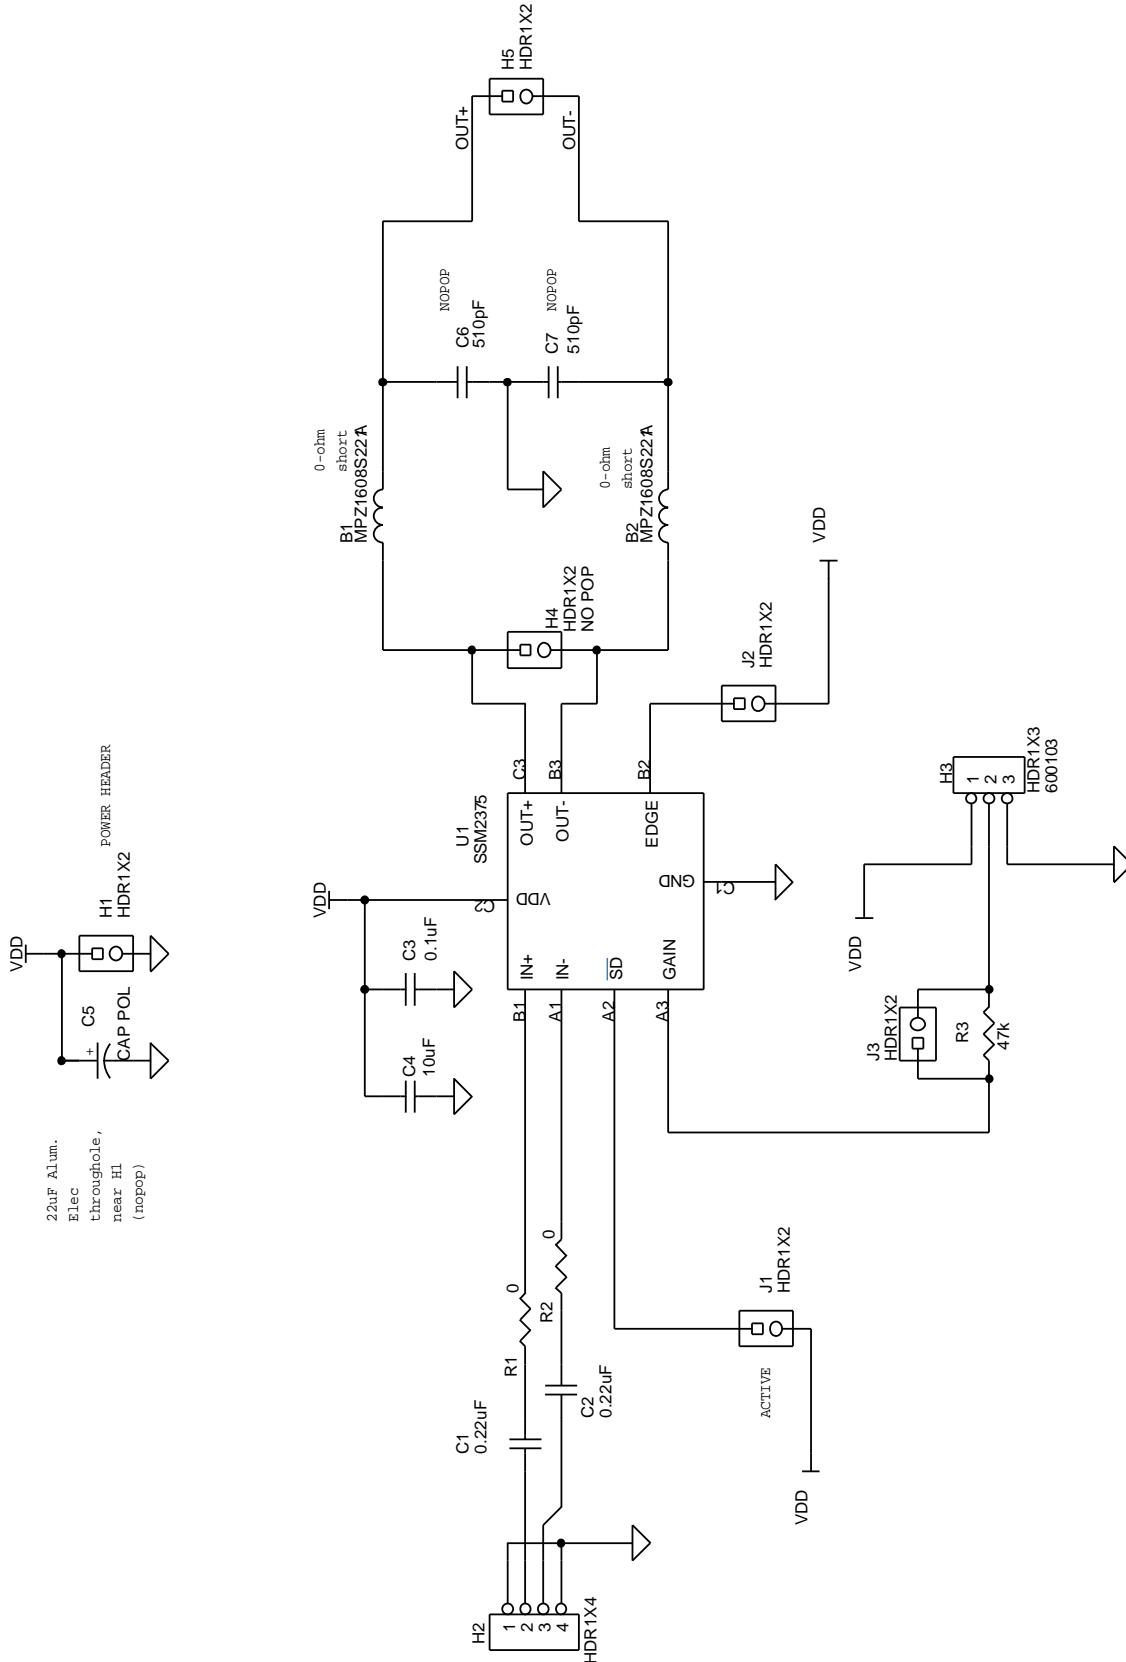 22uF Alum.
Elec
throughole,
near H1
(nopop)
VDD
C5
+
CAP POL
H1
HDR1X2
POWER HEADER
VDD
C4
10uF
C3
0.1uF
U1
SSM2375
C2
VDD
IN+
IN-
SD
GAIN
OUT+
OUT-
EDGE
GND
B1
A1
A2
A3
C3
B3
B2
C1
H2
1
2
3
4
HDR1X4
C1
0.22uF
R1
0
C2
0.22uF
R2
0
ACTIVE
J1
HDR1X2
VDD
J3
HDR1X2
R3
47k
VDD
H3
1
2
3
HDR1X3
600103
J2
HDR1X2
VDD
H4
HDR1X2
NO POP
0-ohm
short
B1
MPZ1608S221A
0-ohm
short
B2
MPZ1608S221A
C6
510pF
NOPOP
C7
510pF
NOPOP
OUT+
OUT-
H5
HDR1X2